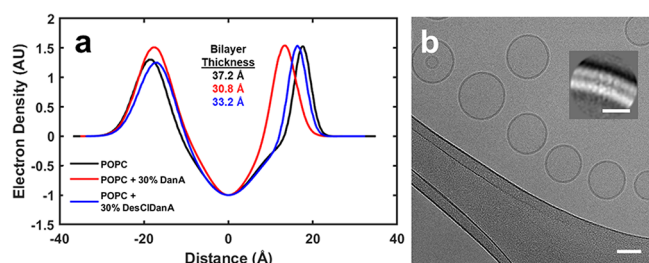 a
b
Electron Density (AU)
2
1.5
1
0.5
0
-0.5
-1
-1.5
Bilayer
Thickness
37.2 Å
30.8 Å
33.2 Å
POPC
POPC + 30% DanA
POPC +
30% DesClDanA
-40
-20
0
20
40
Distance (Å)